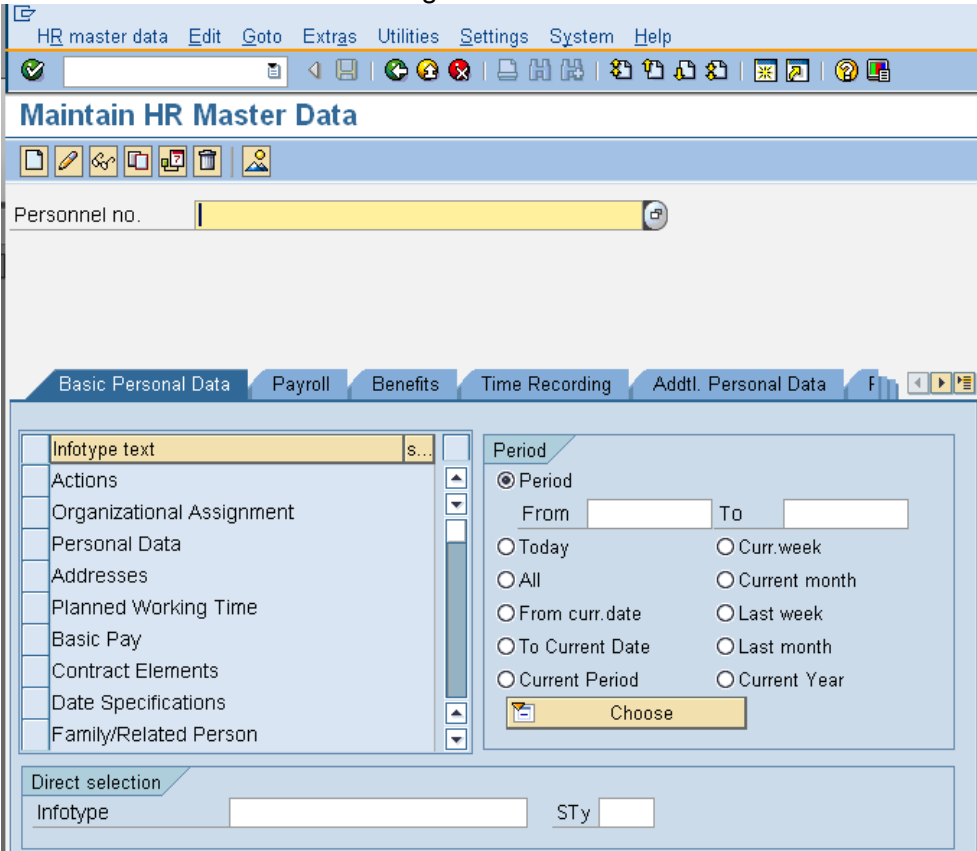 HR master data Edit Goto Extras Utilities Settings System Help
Maintain HR Master Data
Personnel no.
Basic Personal Data Payroll Benefits Time Recording Addtl. Personal Data
Infotype text s...
Actions
Organizational Assignment
Personal Data
Addresses
Planned Working Time
Basic Pay
Contract Elements
Date Specifications
Family/Related Person
Period
Period
From To
Today Curr.week
All Current month
From curr.date Last week
To Current Date Last month
Current Period Current Year
Choose
Direct selection
Infotype STy